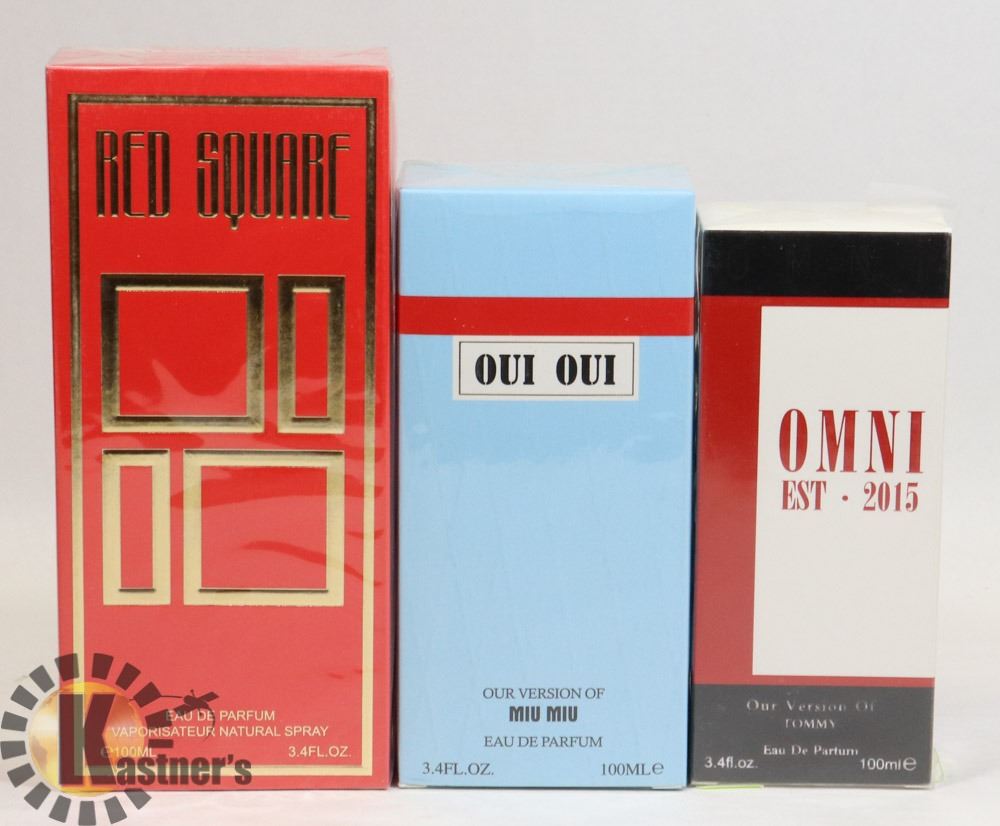 RED SQUARE
EAU DE PARFUM
VAPORISATEUR NATURAL SPRAY
℮100ML 3.4FL.OZ.
OUI OUI
OUR VERSION OF
MIU MIU
EAU DE PARFUM
3.4FL.OZ. 100ML℮
OMNI
EST · 2015
Our Version Of
TOMMY
Eau De Parfum
3.4fl.oz. 100ml℮
Kastner's